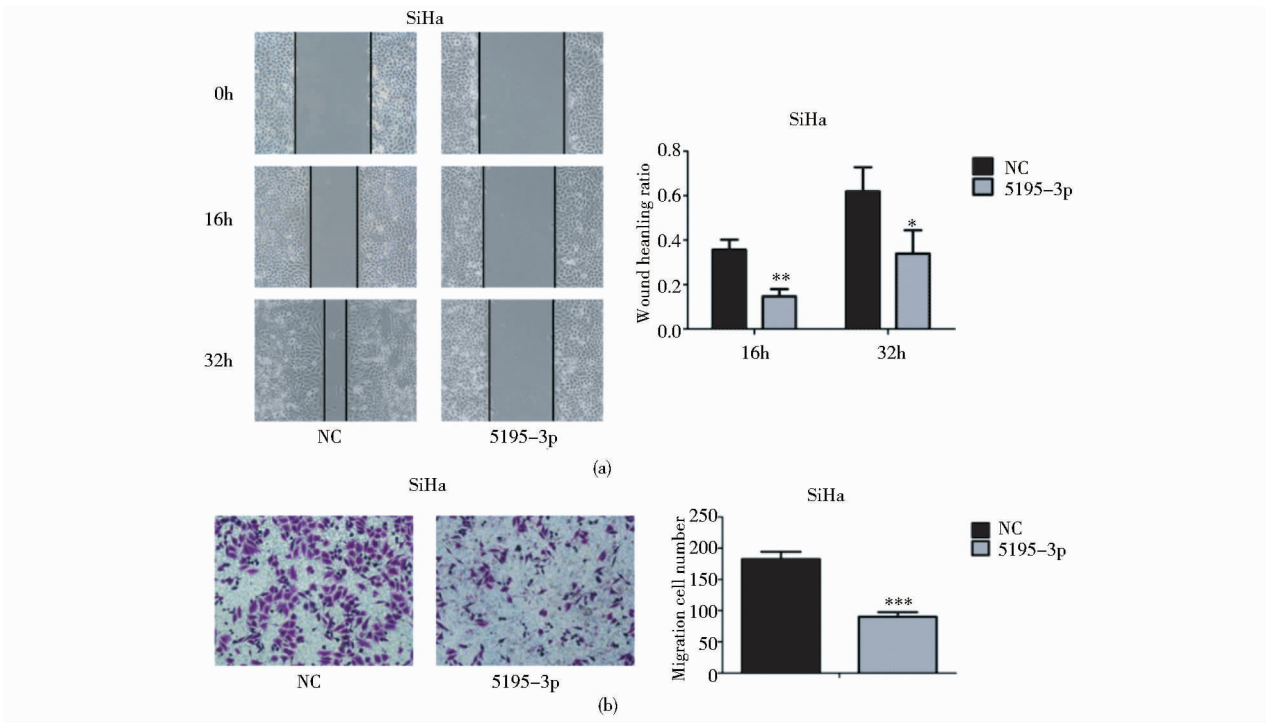 SiHa
0h
16h
32h
NC 5195-3p
SiHa
Wound heanling ratio
0.8
0.6
0.4
0.2
0.0
**
*
16h 32h
NC
5195-3p
(a)
SiHa
NC 5195-3p
SiHa
Migration cell number
250
200
150
100
50
0
***
NC
5195-3p
(b)